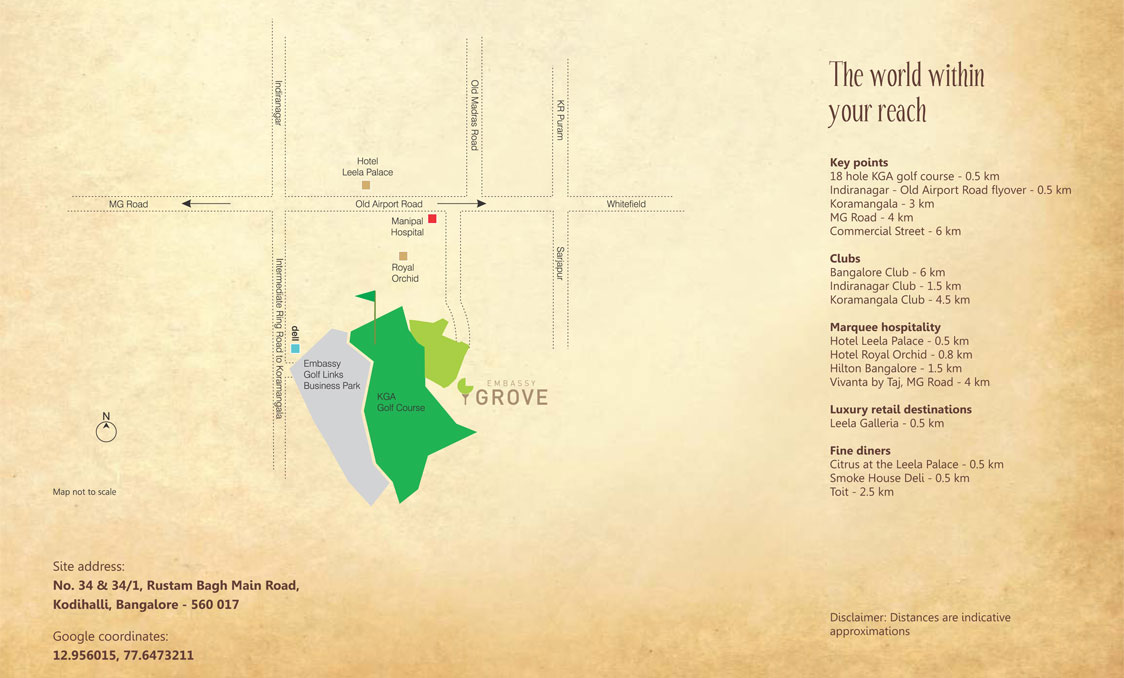 The world within
your reach
Key points
18 hole KGA golf course - 0.5 km
Indiranagar - Old Airport Road flyover - 0.5 km
Koramangala - 3 km
MG Road - 4 km
Commercial Street - 6 km
Clubs
Bangalore Club - 6 km
Indiranagar Club - 1.5 km
Koramangala Club - 4.5 km
Marquee hospitality
Hotel Leela Palace - 0.5 km
Hotel Royal Orchid - 0.8 km
Hilton Bangalore - 1.5 km
Vivanta by Taj, MG Road - 4 km
Luxury retail destinations
Leela Galleria - 0.5 km
Fine diners
Citrus at the Leela Palace - 0.5 km
Smoke House Deli - 0.5 km
Toit - 2.5 km
Disclaimer: Distances are indicative
approximations
Indiranagar
Old Madras Road
KR Puram
Hotel
Leela Palace
MG Road
Old Airport Road
Whitefield
Manipal
Hospital
Royal
Orchid
Sarjapur
Intermediate Ring Road to Koramangala
deli
Embassy
Golf Links
Business Park
KGA
Golf Course
EMBASSY
GROVE
N
Map not to scale
Site address:
No. 34 & 34/1, Rustam Bagh Main Road,
Kodihalli, Bangalore - 560 017
Google coordinates:
12.956015, 77.6473211